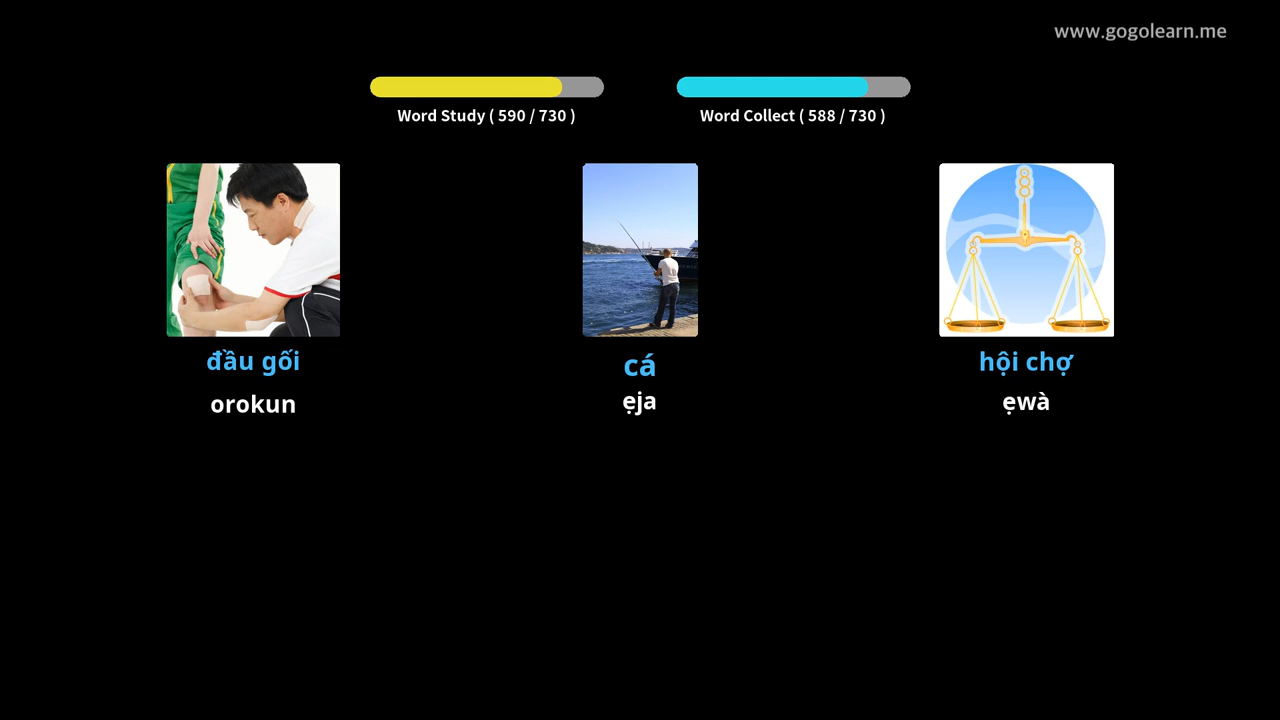 www.gogolearn.me
Word Study ( 590 / 730 )
Word Collect ( 588 / 730 )
đầu gối
cá
hội chợ
orokun
ẹja
ẹwà